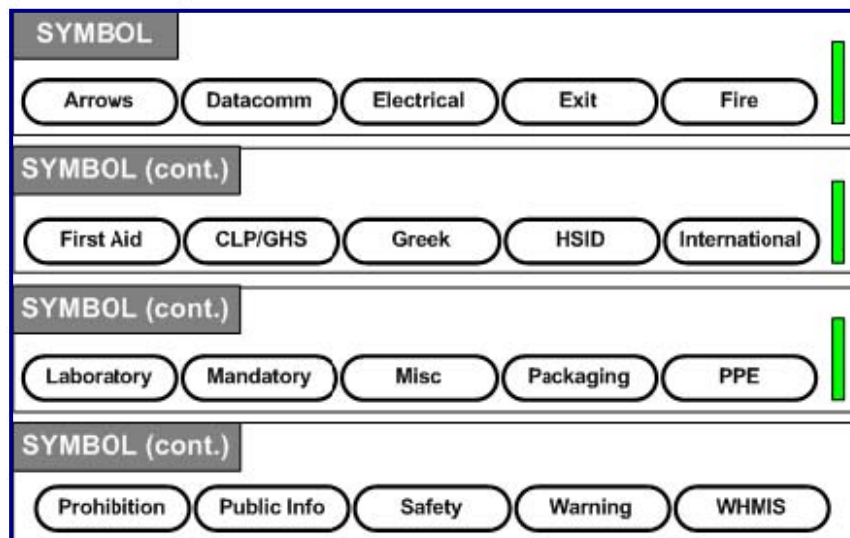 SYMBOL
Arrows Datacomm Electrical Exit Fire
SYMBOL (cont.)
First Aid CLP/GHS Greek HSID International
SYMBOL (cont.)
Laboratory Mandatory Misc Packaging PPE
SYMBOL (cont.)
Prohibition Public Info Safety Warning WHMIS